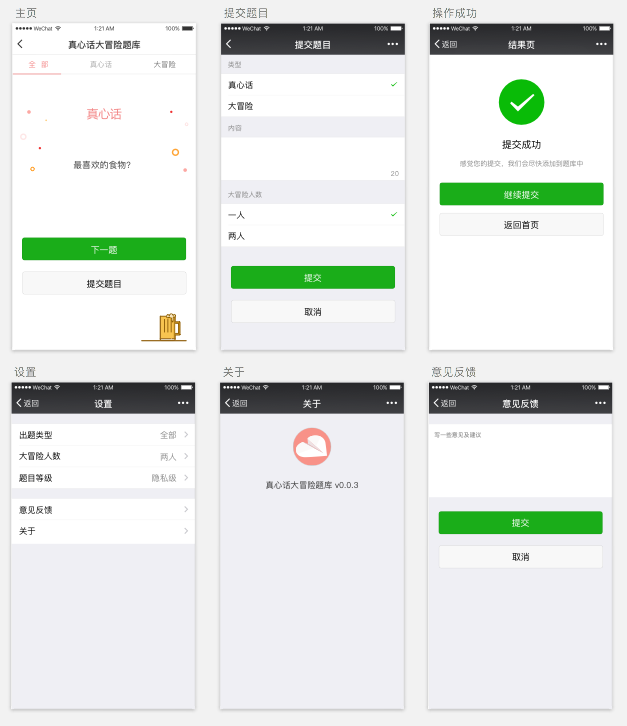 主页
●●●●● WeChat 1:21 AM 100%
真心话大冒险题库
全 部 真心话 大冒险
真心话
最喜欢的食物?
下一题
提交题目
提交题目
●●●●● WeChat 1:21 AM 100%
提交题目
类型
真心话
大冒险
内容
20
大冒险人数
一人
两人
提交
取消
操作成功
●●●●● WeChat 1:21 AM 100%
返回 结果页
提交成功
感觉您的提交，我们会尽快添加到题库中
继续提交
返回首页
设置
●●●●● WeChat 1:21 AM 100%
返回 设置
出题类型 全部
大冒险人数 两人
题目等级 隐私级
意见反馈
关于
关于
●●●●● WeChat 1:21 AM 100%
返回 关于
真心话大冒险题库 v0.0.3
意见反馈
●●●●● WeChat 1:21 AM 100%
返回 意见反馈
写一些意见及建议
提交
取消